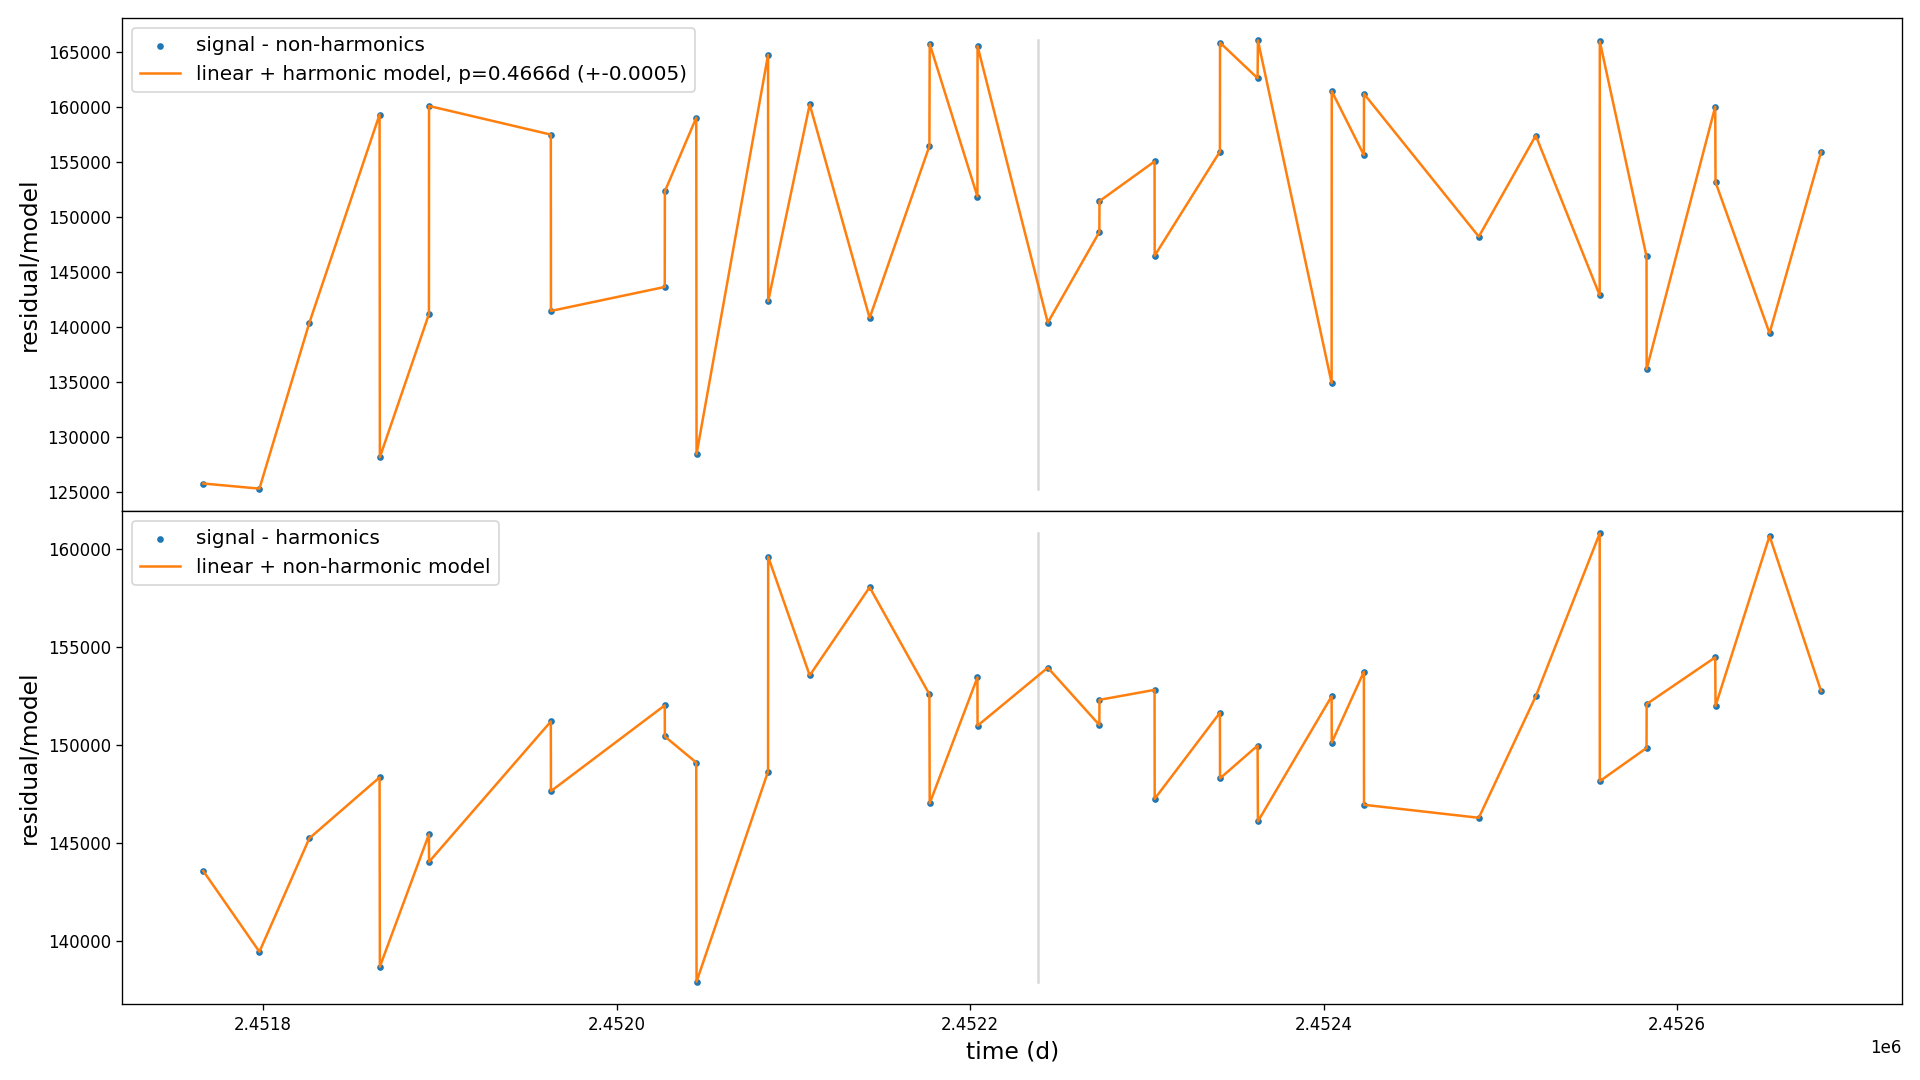 signal - non-harmonics
linear + harmonic model, p=0.4666d (+-0.0005)
residual/model
165000
160000
155000
150000
145000
140000
135000
130000
125000
signal - harmonics
linear + non-harmonic model
residual/model
160000
155000
150000
145000
140000
2.4518 2.4520 2.4522 2.4524 2.4526
time (d)
1e6